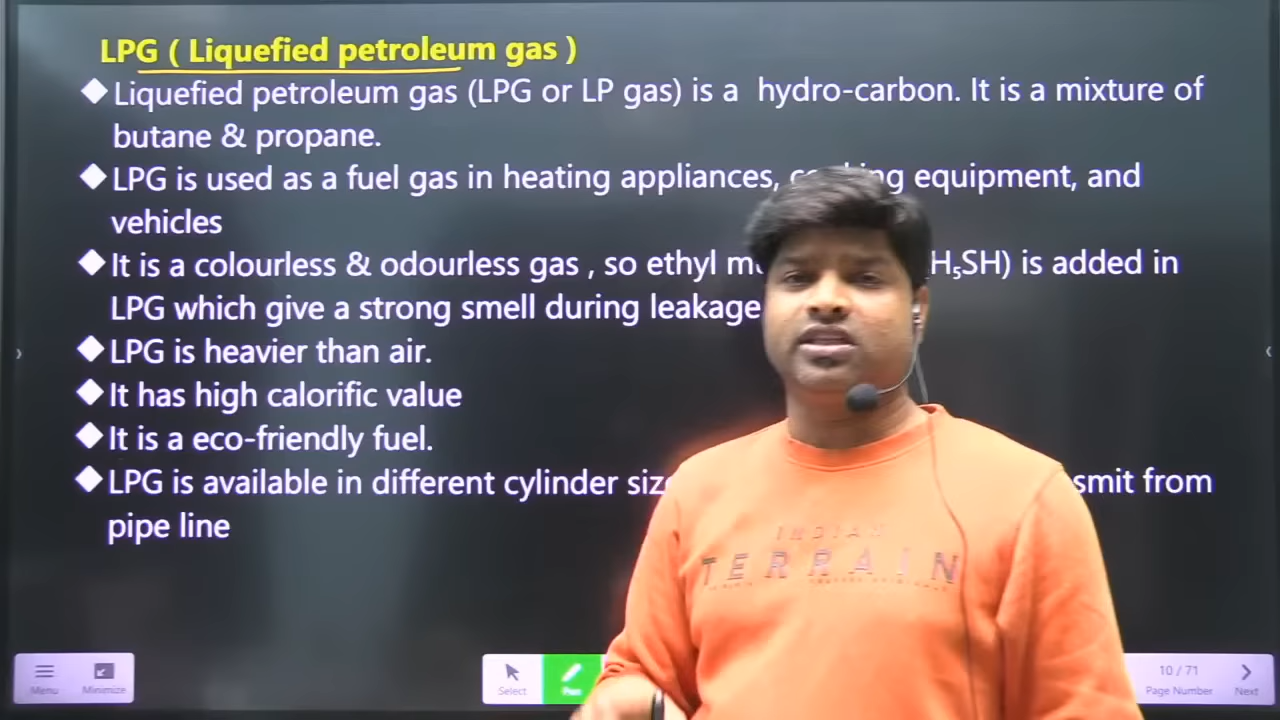 LPG ( Liquefied petroleum gas )
◆Liquefied petroleum gas (LPG or LP gas) is a hydro-carbon. It is a mixture of
butane & propane.
◆LPG is used as a fuel gas in heating appliances, equipment, and
vehicles
◆It is a colourless & odourless gas , so ethyl H₅SH) is added in
LPG which give a strong smell during leakage
◆LPG is heavier than air.
◆It has high calorific value
◆It is a eco-friendly fuel.
◆LPG is available in different cylinder from
pipe line
INDIAN
TERRAIN
Menu Minimize Select Pen 10 / 71 Page Number Next